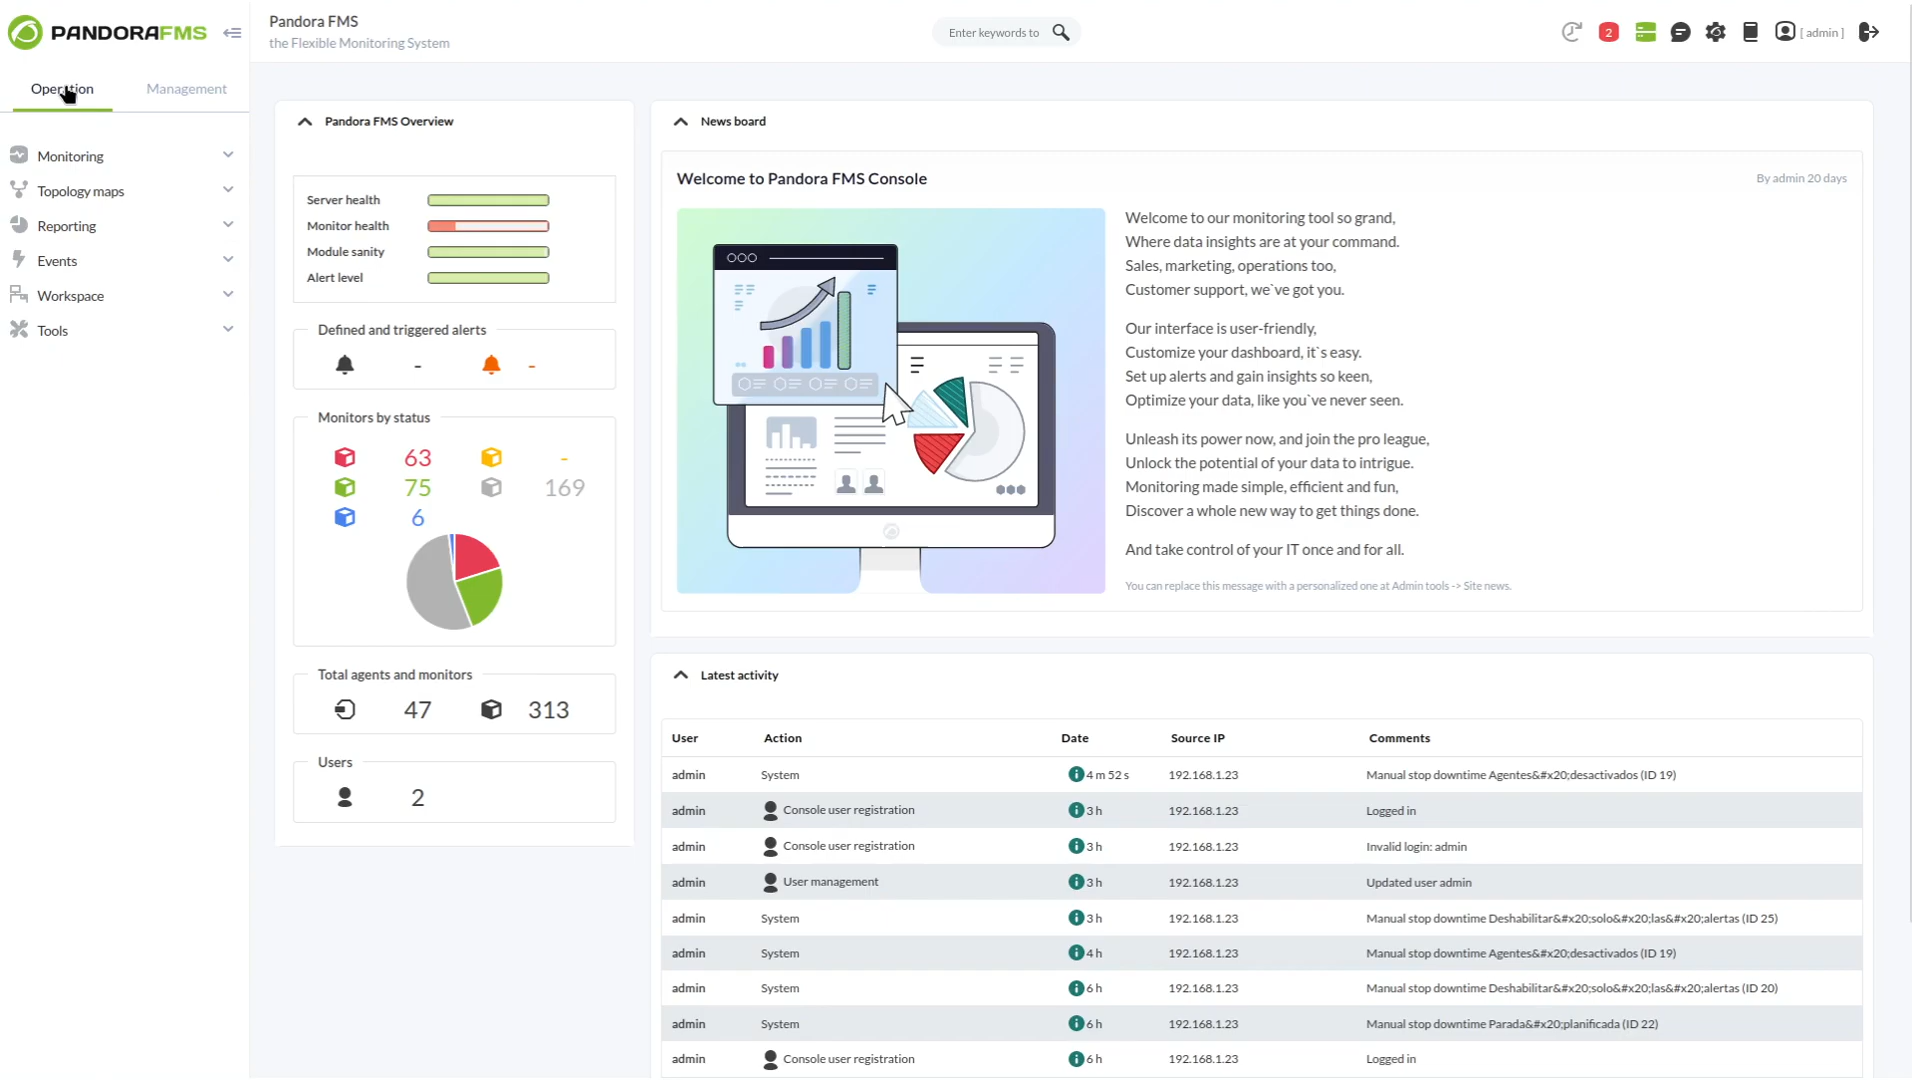 PANDORAFMS
Pandora FMS
the Flexible Monitoring System
Enter keywords to
2
[ admin ]
Operation
Management
Monitoring
Topology maps
Reporting
Events
Workspace
Tools
Pandora FMS Overview
Server health
Monitor health
Module sanity
Alert level
Defined and triggered alerts
- -
Monitors by status
63 -
75 169
6
Total agents and monitors
47 313
Users
2
News board
Welcome to Pandora FMS Console
By admin 20 days
Welcome to our monitoring tool so grand,
Where data insights are at your command.
Sales, marketing, operations too,
Customer support, we`ve got you.
Our interface is user-friendly,
Customize your dashboard, it`s easy.
Set up alerts and gain insights so keen,
Optimize your data, like you`ve never seen.
Unleash its power now, and join the pro league,
Unlock the potential of your data to intrigue.
Monitoring made simple, efficient and fun,
Discover a whole new way to get things done.
And take control of your IT once and for all.
You can replace this message with a personalized one at Admin tools -> Site news.
Latest activity
User Action Date Source IP Comments
admin System 4 m 52 s 192.168.1.23 Manual stop downtime Agentes&#x20;desactivados (ID 19)
admin Console user registration 3 h 192.168.1.23 Logged in
admin Console user registration 3 h 192.168.1.23 Invalid login: admin
admin User management 3 h 192.168.1.23 Updated user admin
admin System 3 h 192.168.1.23 Manual stop downtime Deshabilitar&#x20;solo&#x20;las&#x20;alertas (ID 25)
admin System 4 h 192.168.1.23 Manual stop downtime Agentes&#x20;desactivados (ID 19)
admin System 6 h 192.168.1.23 Manual stop downtime Deshabilitar&#x20;solo&#x20;las&#x20;alertas (ID 20)
admin System 6 h 192.168.1.23 Manual stop downtime Parada&#x20;planificada (ID 22)
admin Console user registration 6 h 192.168.1.23 Logged in